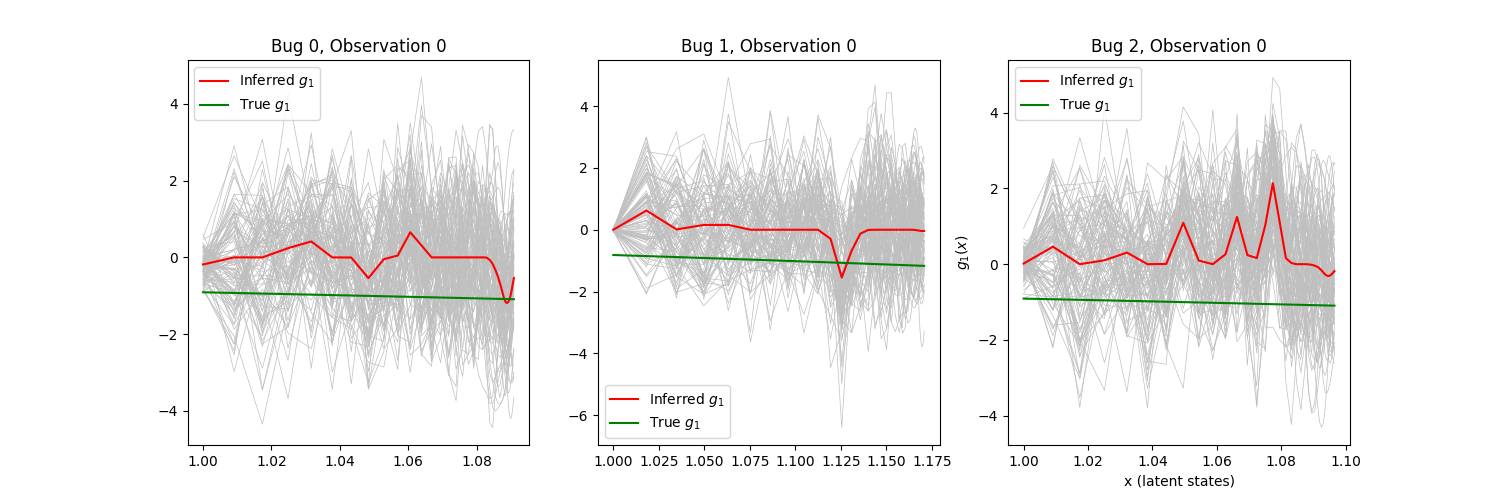 Bug 0, Observation 0
Inferred g₁
True g₁
4
2
0
−2
−4
1.00 1.02 1.04 1.06 1.08
Bug 1, Observation 0
4
2
0
−2
−4
−6
Inferred g₁
True g₁
1.000 1.025 1.050 1.075 1.100 1.125 1.150 1.175
Bug 2, Observation 0
Inferred g₁
True g₁
g₁(x)
4
2
0
−2
−4
1.00 1.02 1.04 1.06 1.08 1.10
x (latent states)